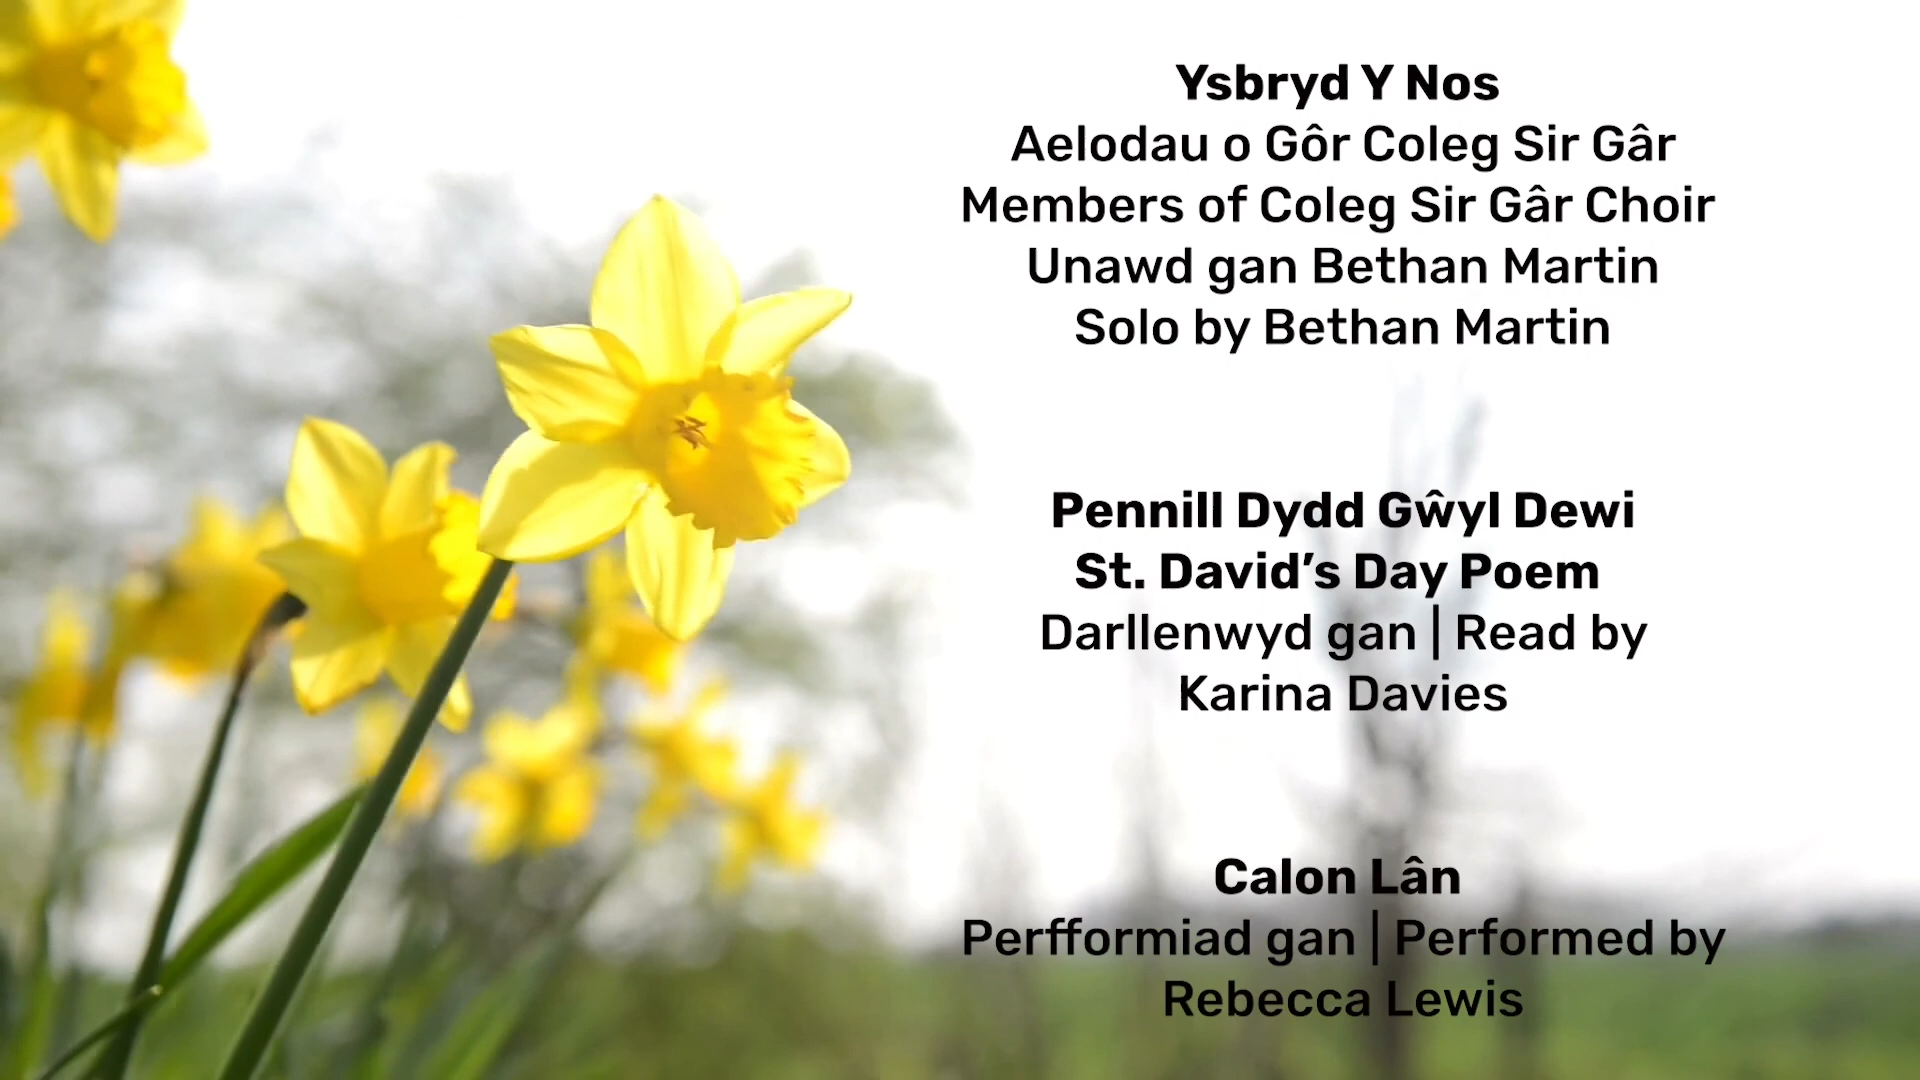 Ysbryd Y Nos
Aelodau o Gôr Coleg Sir Gâr
Members of Coleg Sir Gâr Choir
Unawd gan Bethan Martin
Solo by Bethan Martin
Pennill Dydd Gŵyl Dewi
St. David’s Day Poem
Darllenwyd gan | Read by
Karina Davies
Calon Lân
Perfformiad gan | Performed by
Rebecca Lewis